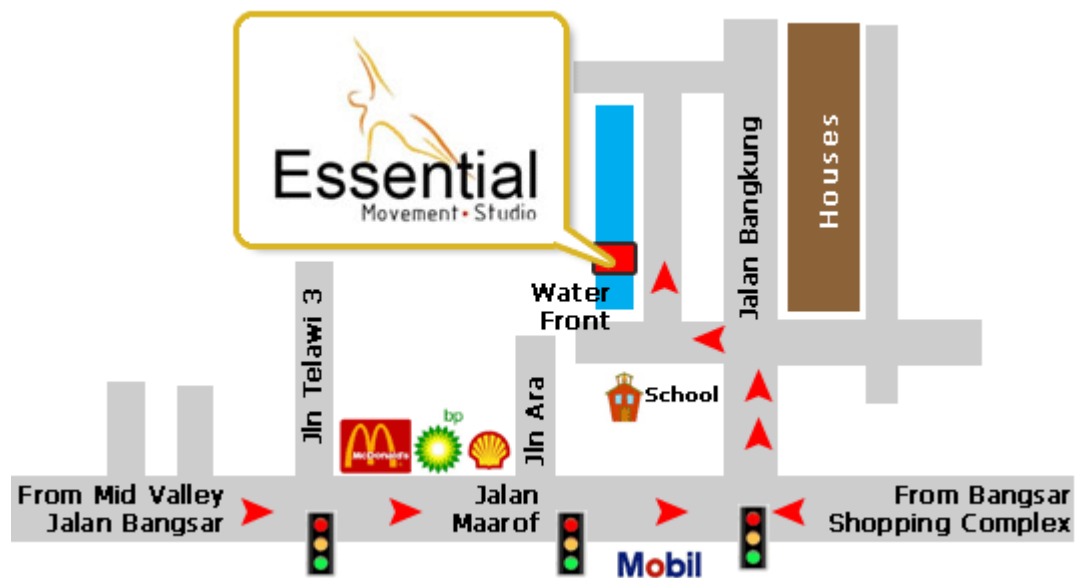 Essential
Movement • Studio
Water
Front
Jalan Bangkung
Houses
Jln Telawi 3
Jln Ara
School
McDonald's
bp
From Mid Valley
Jalan Bangsar
Jalan
Maarof
From Bangsar
Shopping Complex
Mobil